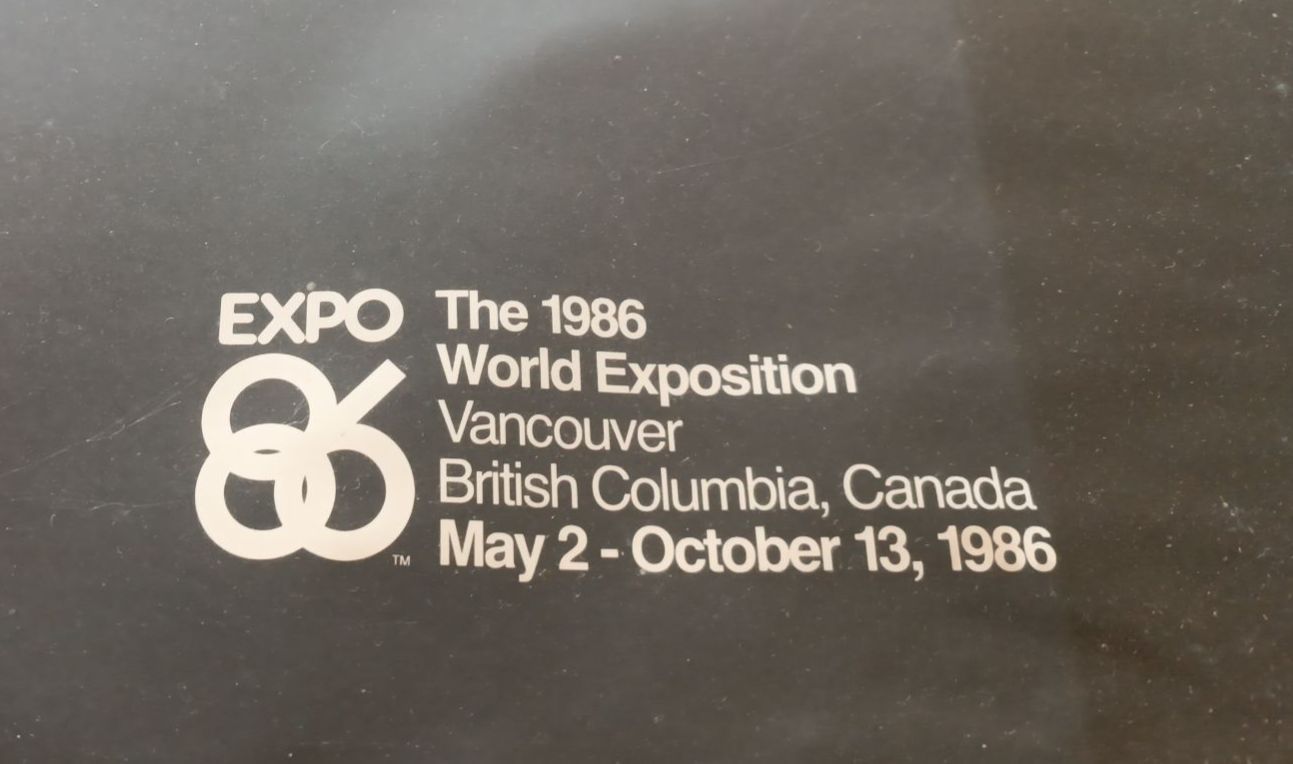 EXPO
86
TM
The 1986
World Exposition
Vancouver
British Columbia, Canada
May 2 - October 13, 1986